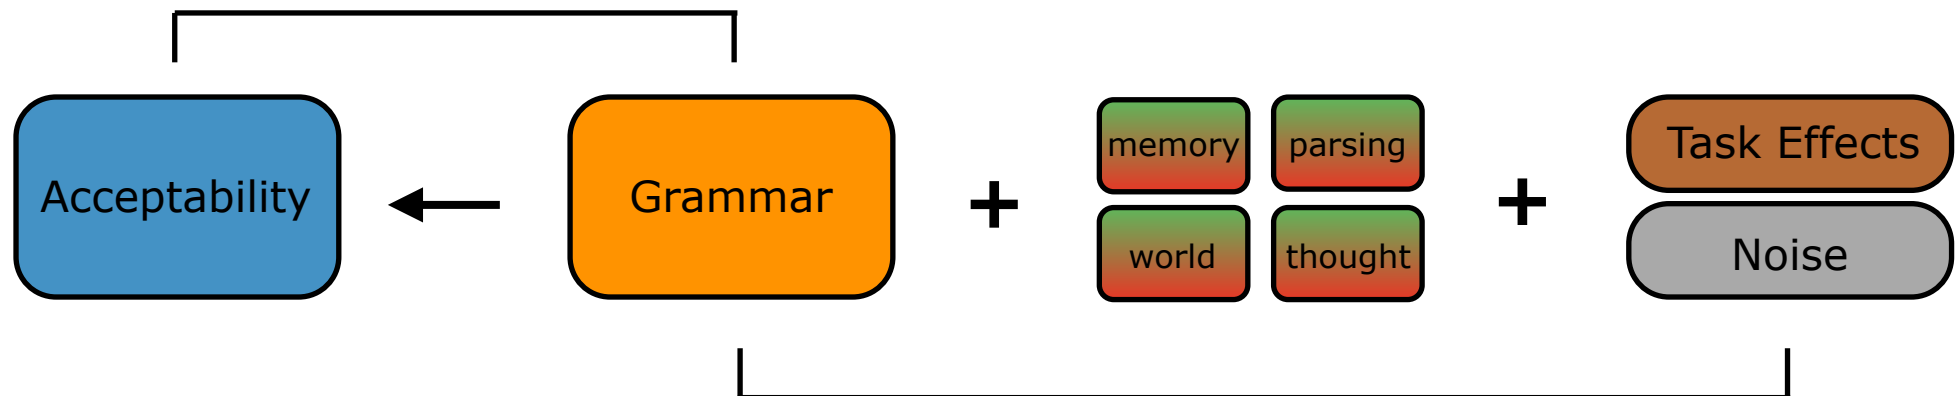 Acceptability
Grammar
+
memory
parsing
world
thought
+
Task Effects
Noise